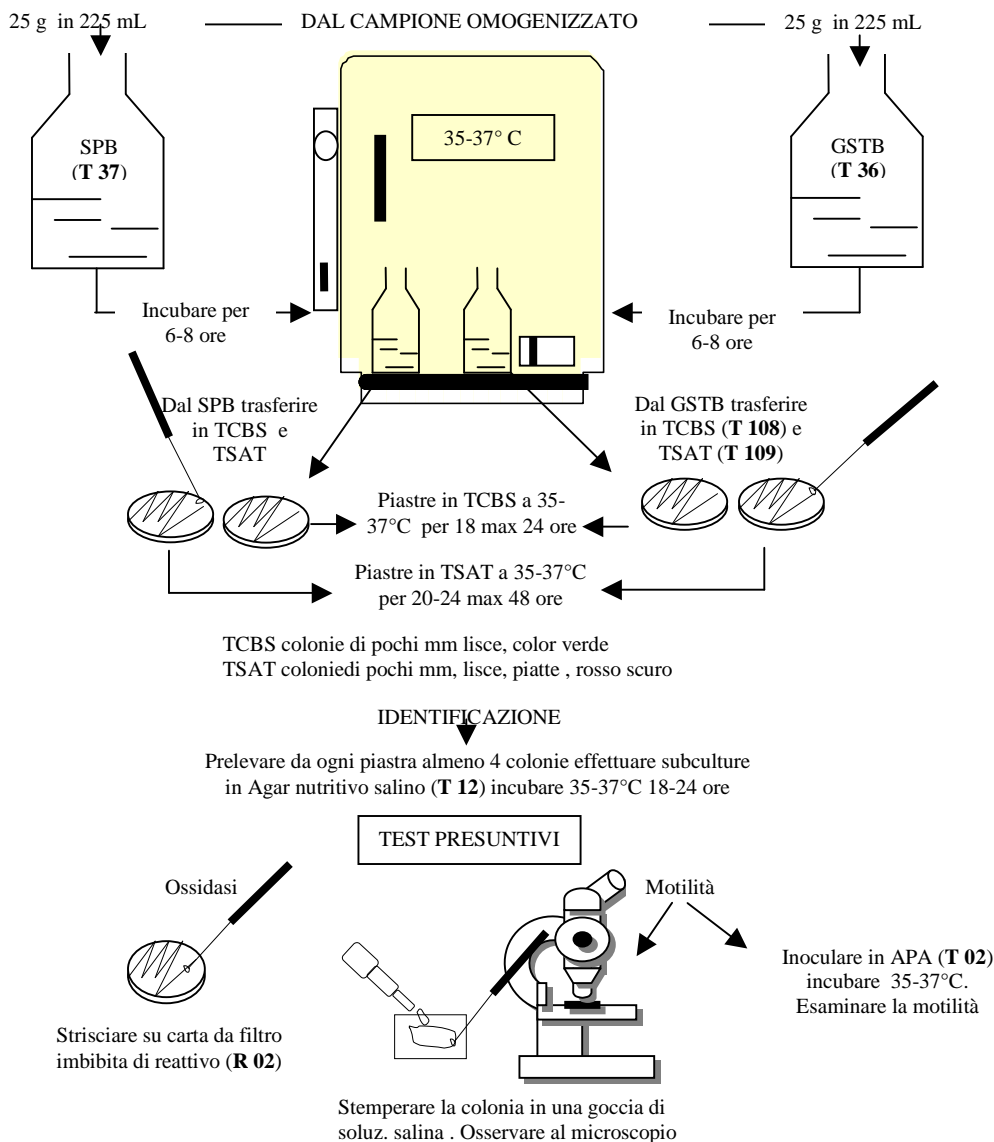 25 g in 225 mL
DAL CAMPIONE OMOGENIZZATO
25 g in 225 mL
SPB
(T 37)
35-37° C
GSTB
(T 36)
Incubare per
6-8 ore
Incubare per
6-8 ore
Dal SPB trasferire
in TCBS e
TSAT
Dal GSTB trasferire
in TCBS (T 108) e
TSAT (T 109)
Piastre in TCBS a 35-
37°C per 18 max 24 ore
Piastre in TSAT a 35-37°C
per 20-24 max 48 ore
TCBS colonie di pochi mm lisce, color verde
TSAT coloniedi pochi mm, lisce, piatte , rosso scuro
IDENTIFICAZIONE
Prelevare da ogni piastra almeno 4 colonie effettuare subculture
in Agar nutritivo salino (T 12) incubare 35-37°C 18-24 ore
TEST PRESUNTIVI
Ossidasi
Motilità
Inoculare in APA (T 02)
incubare 35-37°C.
Esaminare la motilità
Strisciare su carta da filtro
imbibita di reattivo (R 02)
Stemperare la colonia in una goccia di
soluz. salina . Osservare al microscopio